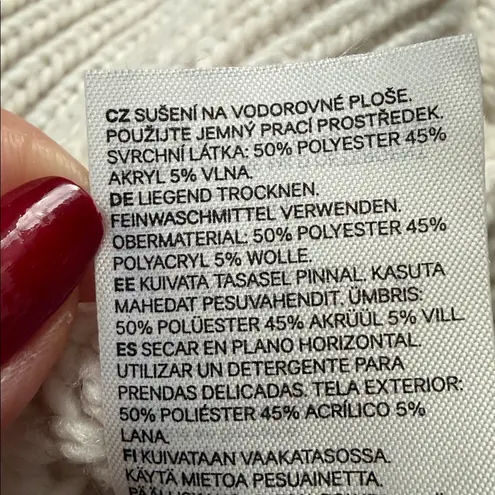 CZ SUŠENÍ NA VODOROVNÉ PLOŠE.
POUŽIJTE JEMNÝ PRACÍ PROSTŘEDEK.
SVRCHNÍ LÁTKA: 50% POLYESTER 45%
AKRYL 5% VLNA.
DE LIEGEND TROCKNEN.
FEINWASCHMITTEL VERWENDEN.
OBERMATERIAL: 50% POLYESTER 45%
POLYACRYL 5% WOLLE.
EE KUIVATA TASASEL PINNAL. KASUTA
MAHEDAT PESUVAHENDIT. ÜMBRIS:
50% POLÜESTER 45% AKRÜÜL 5% VILL.
ES SECAR EN PLANO HORIZONTAL.
UTILIZAR UN DETERGENTE PARA
PRENDAS DELICADAS. TELA EXTERIOR:
50% POLIÉSTER 45% ACRÍLICO 5%
LANA.
FI KUIVATAAN VAAKATASOSSA.
KÄYTÄ MIETOA PESUAINETTA.